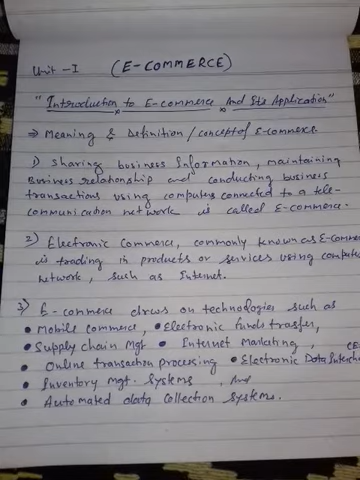 Unit - I (E-COMMERCE)
"Introduction to E-commerce And Its Application"
⇒ Meaning & Definition / concept of E-commerce.
1) Sharing business Information, maintaining
Business relationship and conducting business
transactions using computers connected to a tele-
communication network is called E-commerce.
2) Electronic Commerce, commonly known as E-commer
is trading in products or services using compute
network, such as Internet.
3) E-commerce draws on technologies such as
• Mobile commerce, • electronic funds trasfer,
• Supply chain Mgt • Internet Marketing,
• Online transaction processing • Electronic Data Interch
• Inventory Mgt. Systems, And
• Automated data collection systems.